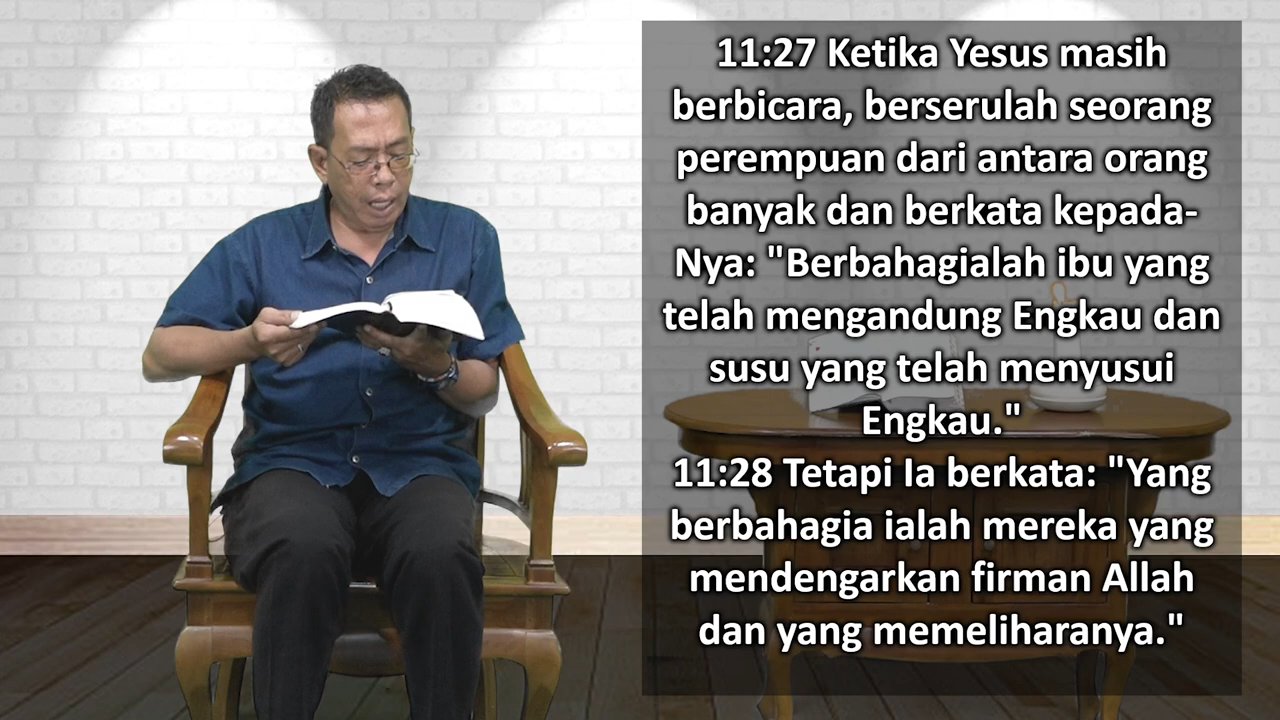 11:27 Ketika Yesus masih
berbicara, berserulah seorang
perempuan dari antara orang
banyak dan berkata kepada-
Nya: "Berbahagialah ibu yang
telah mengandung Engkau dan
susu yang telah menyusui
Engkau."
11:28 Tetapi Ia berkata: "Yang
berbahagia ialah mereka yang
mendengarkan firman Allah
dan yang memeliharanya."